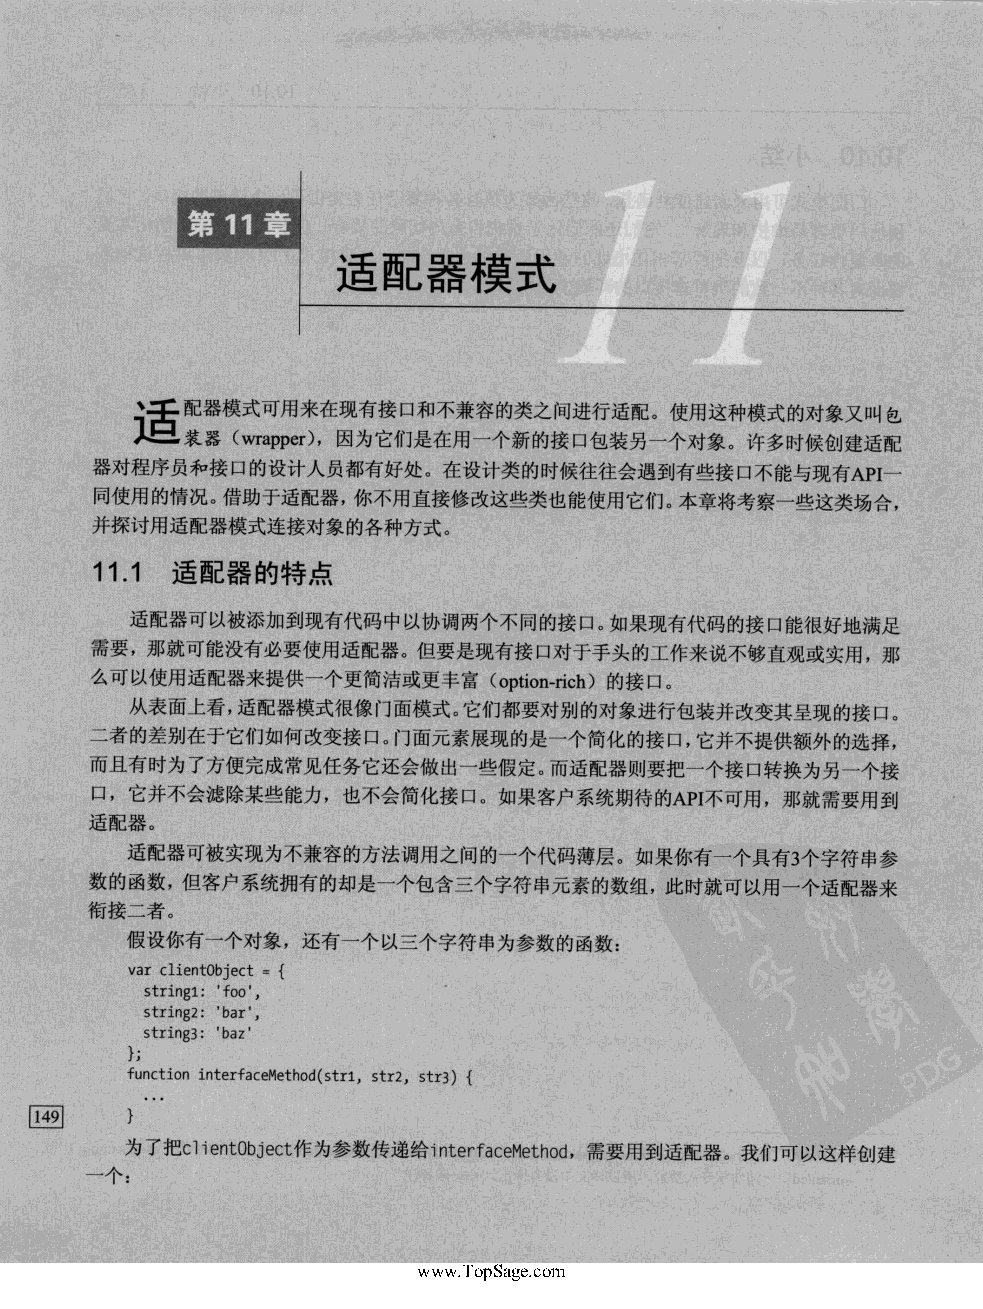 第 11 章
11
适配器模式
适配器模式可用来在现有接口和不兼容的类之间进行适配。使用这种模式的对象又叫包
装器（wrapper），因为它们是在用一个新的接口包装另一个对象。许多时候创建适配
器对程序员和接口的设计人员都有好处。在设计类的时候往往会遇到有些接口不能与现有API一
同使用的情况。借助于适配器，你不用直接修改这些类也能使用它们。本章将考察一些这类场合，
并探讨用适配器模式连接对象的各种方式。
11.1 适配器的特点
适配器可以被添加到现有代码中以协调两个不同的接口。如果现有代码的接口能很好地满足
需要，那就可能没有必要使用适配器。但要是现有接口对于手头的工作来说不够直观或实用，那
么可以使用适配器来提供一个更简洁或更丰富（option-rich）的接口。
从表面上看，适配器模式很像门面模式。它们都要对别的对象进行包装并改变其呈现的接口。
二者的差别在于它们如何改变接口。门面元素展现的是一个简化的接口，它并不提供额外的选择，
而且有时为了方便完成常见任务它还会做出一些假定。而适配器则要把一个接口转换为另一个接
口，它并不会滤除某些能力，也不会简化接口。如果客户系统期待的API不可用，那就需要用到
适配器。
适配器可被实现为不兼容的方法调用之间的一个代码薄层。如果你有一个具有3个字符串参
数的函数，但客户系统拥有的却是一个包含三个字符串元素的数组，此时就可以用一个适配器来
衔接二者。
假设你有一个对象，还有一个以三个字符串为参数的函数：
var clientObject = {
string1: 'foo',
string2: 'bar',
string3: 'baz'
};
function interfaceMethod(str1, str2, str3) {
...
}
149
为了把clientObject作为参数传递给interfaceMethod，需要用到适配器。我们可以这样创建
一个：
PDG
www.TopSage.com